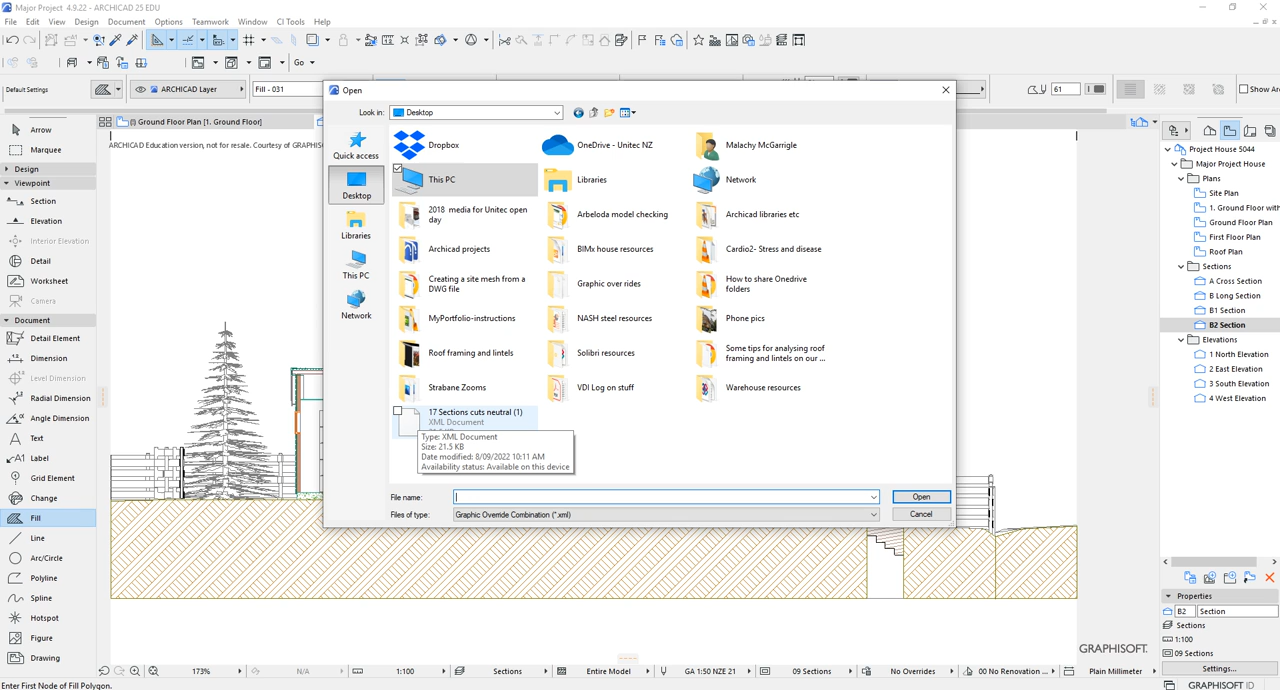 Major Project 4.9.22 - ARCHICAD 25 EDU
File Edit View Design Document Options Teamwork Window CI Tools Help
Go
Default Settings
ARCHICAD Layer
Fill - 031
61
Show Are
(!) Ground Floor Plan [1. Ground Floor]
ARCHICAD Education version, not for resale. Courtesy of GRAPHIS
Arrow
Marquee
Design
Viewpoint
Section
Elevation
Interior Elevation
Detail
Worksheet
Camera
Document
Detail Element
Dimension
Level Dimension
Radial Dimension
Angle Dimension
Text
Label
Grid Element
Change
Fill
Line
Arc/Circle
Polyline
Spline
Hotspot
Figure
Drawing
Open
Look in: Desktop
Quick access
Desktop
Libraries
This PC
Network
Dropbox
OneDrive - Unitec NZ
Malachy McGarrigle
This PC
Libraries
Network
2018 media for Unitec open
day
Arbeloda model checking
Archicad libraries etc
Archicad projects
BIMx house resources
Cardio2- Stress and disease
Creating a site mesh from a
DWG file
Graphic over rides
How to share Onedrive
folders
MyPortfolio-instructions
NASH steel resources
Phone pics
Roof framing and lintels
Solibri resources
Some tips for analysing roof
framing and lintels on our ...
Strabane Zooms
VDI Log on stuff
Warehouse resources
17 Sections cuts neutral (1)
XML Document
Type: XML Document
Size: 21.5 KB
Date modified: 8/09/2022 10:11 AM
Availability status: Available on this device
File name:
Open
Files of type: Graphic Override Combination (*.xml)
Cancel
Project House 5044
Major Project House
Plans
Site Plan
1. Ground Floor with
Ground Floor Plan
First Floor Plan
Roof Plan
Sections
A Cross Section
B Long Section
B1 Section
B2 Section
Elevations
1 North Elevation
2 East Elevation
3 South Elevation
4 West Elevation
Properties
B2 Section
Sections
1:100
09 Sections
Settings...
GRAPHISOFT.
173% N/A 1:100 Sections Entire Model GA 1:50 NZE 21 09 Sections No Overrides 00 No Renovation ... Plain Millimeter
Enter First Node of Fill Polygon.
GRAPHISOFT ID